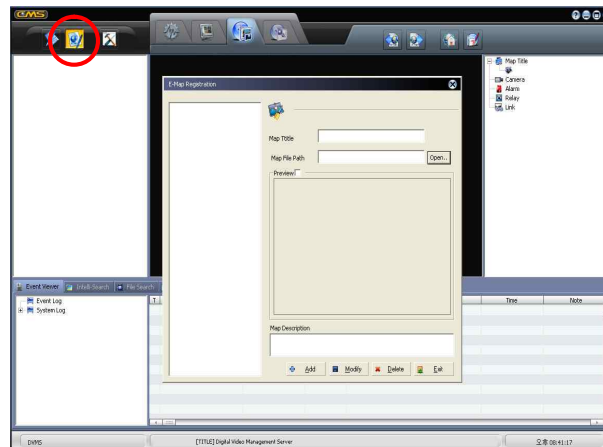 CMS
E-Map Registration
Map Title
Map File Path
Open..
Preview
Map Description
Add
Modify
Delete
Exit
Map Title
Camera
Alarm
Relay
Link
Event Viewer
Intelli-Search
File Search
Event Log
System Log
T
Time
Note
DVMS
[TITLE] Digital Video Management Server
오후 08:41:17